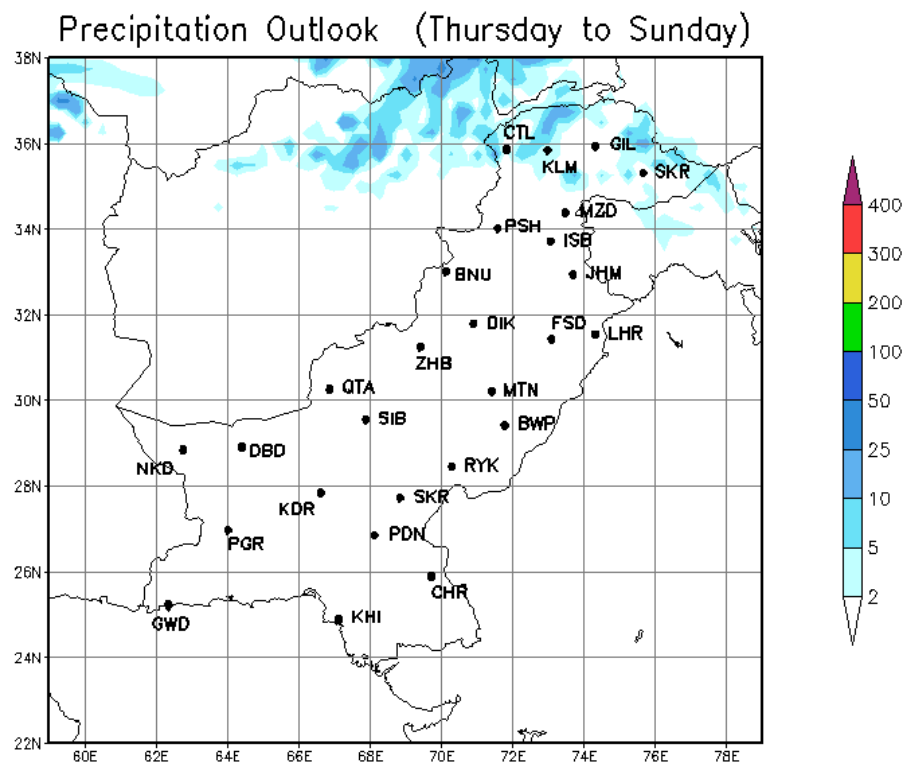 Precipitation Outlook (Thursday to Sunday)
38N
36N
34N
32N
30N
28N
26N
24N
22N
60E 62E 64E 66E 68E 70E 72E 74E 76E 78E
CTL
GIL
KLM
SKR
MZD
PSH
ISB
BNU
JHM
DIK
FSD
LHR
ZHB
QTA
MTN
SIB
BWP
NKD
DBD
RYK
KDR
SKR
PGR
PDN
CHR
GWD
KHI
400
300
200
100
50
25
10
5
2